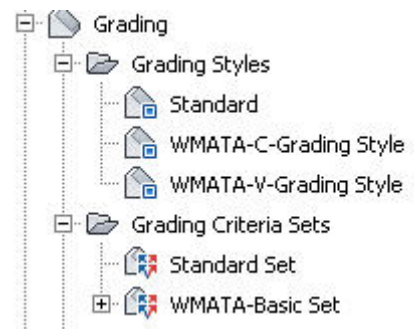 Grading
Grading Styles
Standard
WMATA-C-Grading Style
WMATA-V-Grading Style
Grading Criteria Sets
Standard Set
WMATA-Basic Set